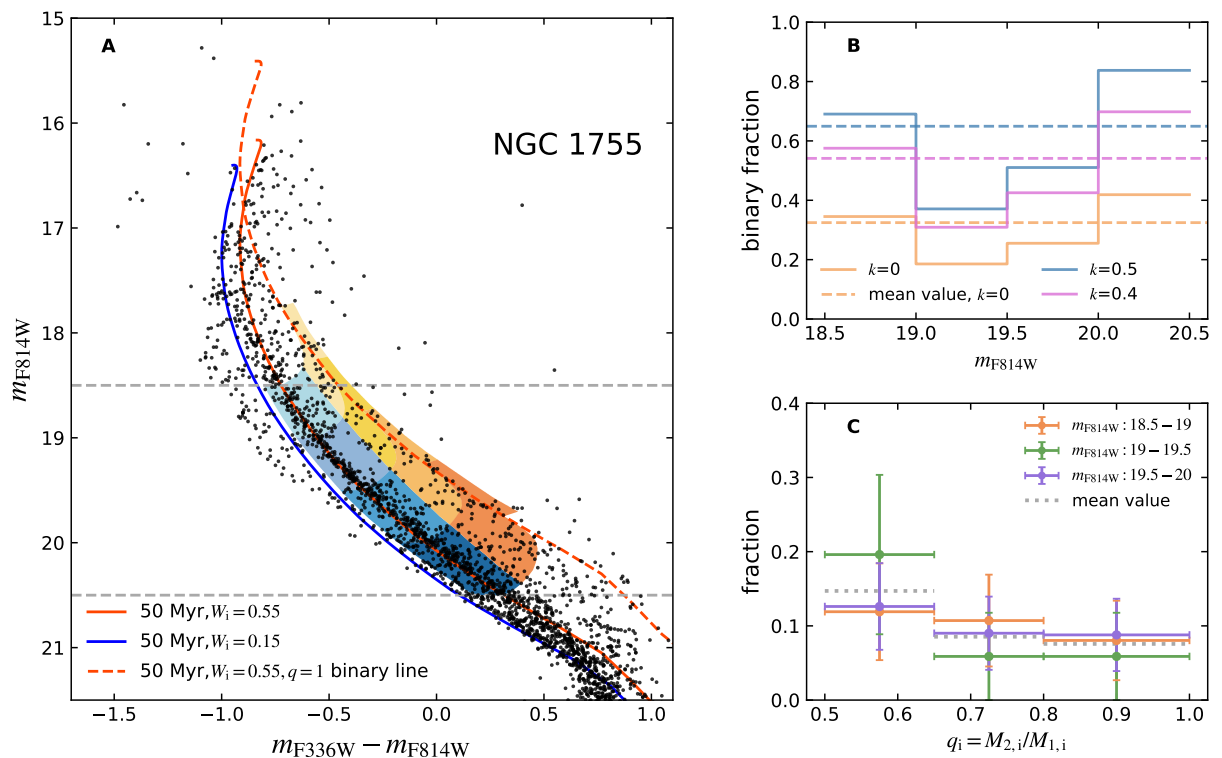 A
NGC 1755
15
16
17
18
19
20
21
m_F814W
50 Myr, W_i = 0.55
50 Myr, W_i = 0.15
50 Myr, W_i = 0.55, q = 1 binary line
−1.5 −1.0 −0.5 0.0 0.5 1.0
m_F336W − m_F814W
B
1.0
0.8
0.6
0.4
0.2
0.0
binary fraction
k=0 k=0.5
mean value, k=0 k=0.4
18.5 19.0 19.5 20.0 20.5
m_F814W
C
0.4
0.3
0.2
0.1
0.0
fraction
m_F814W : 18.5 − 19
m_F814W : 19 − 19.5
m_F814W : 19.5 − 20
mean value
0.5 0.6 0.7 0.8 0.9 1.0
q_i = M_2,i/M_1,i